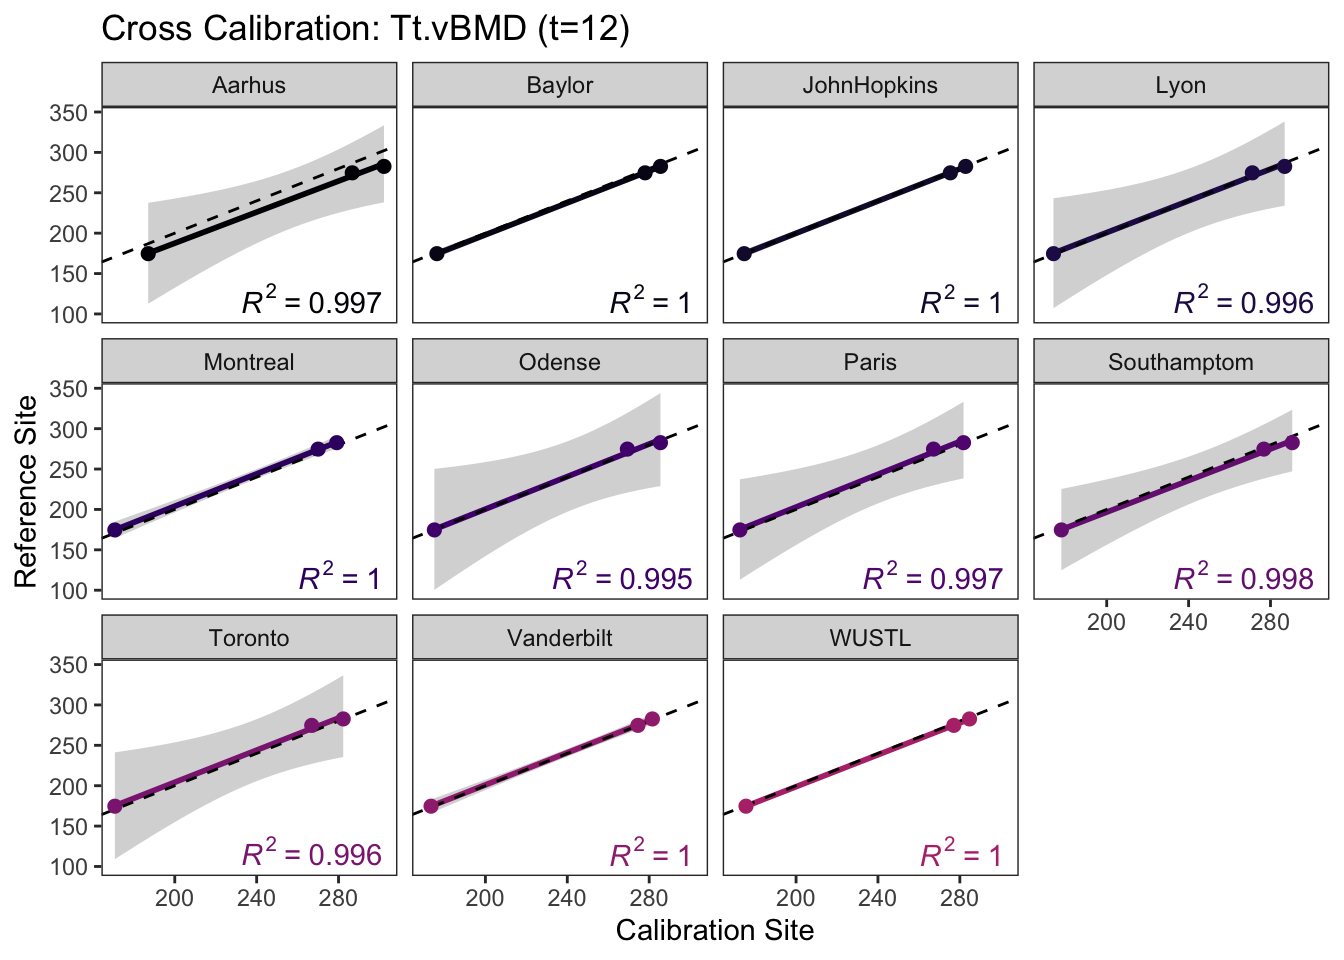 Cross Calibration: Tt.vBMD (t=12)
Aarhus Baylor JohnHopkins Lyon
350
300
250
200
150
100
R² = 0.997 R² = 1 R² = 1 R² = 0.996
Montreal Odense Paris Southamptom
350
300
250
200
150
100
R² = 1 R² = 0.995 R² = 0.997 R² = 0.998
200 240 280
Reference Site
Toronto Vanderbilt WUSTL
350
300
250
200
150
100
R² = 0.996 R² = 1 R² = 1
200 240 280 200 240 280 200 240 280
Calibration Site